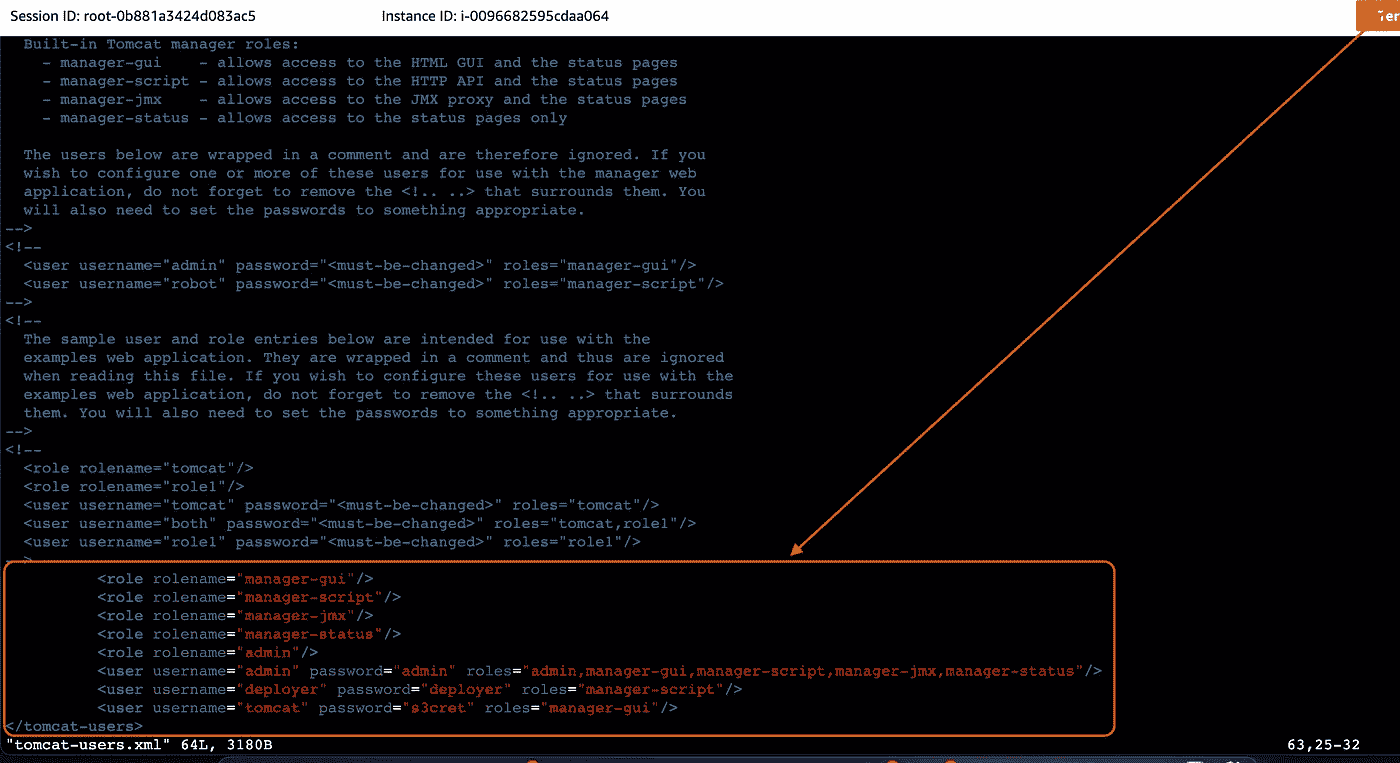 Session ID: root-0b881a3424d083ac5 Instance ID: i-0096682595cdaa064 Ter
Built-in Tomcat manager roles:
- manager-gui - allows access to the HTML GUI and the status pages
- manager-script - allows access to the HTTP API and the status pages
- manager-jmx - allows access to the JMX proxy and the status pages
- manager-status - allows access to the status pages only
The users below are wrapped in a comment and are therefore ignored. If you
wish to configure one or more of these users for use with the manager web
application, do not forget to remove the <!.. ..> that surrounds them. You
will also need to set the passwords to something appropriate.
-->
<!--
<user username="admin" password="<must-be-changed>" roles="manager-gui"/>
<user username="robot" password="<must-be-changed>" roles="manager-script"/>
-->
<!--
The sample user and role entries below are intended for use with the
examples web application. They are wrapped in a comment and thus are ignored
when reading this file. If you wish to configure these users for use with the
examples web application, do not forget to remove the <!.. ..> that surrounds
them. You will also need to set the passwords to something appropriate.
-->
<!--
<role rolename="tomcat"/>
<role rolename="role1"/>
<user username="tomcat" password="<must-be-changed>" roles="tomcat"/>
<user username="both" password="<must-be-changed>" roles="tomcat,role1"/>
<user username="role1" password="<must-be-changed>" roles="role1"/>
<role rolename="manager-gui"/>
<role rolename="manager-script"/>
<role rolename="manager-jmx"/>
<role rolename="manager-status"/>
<role rolename="admin"/>
<user username="admin" password="admin" roles="admin,manager-gui,manager-script,manager-jmx,manager-status"/>
<user username="deployer" password="deployer" roles="manager-script"/>
<user username="tomcat" password="s3cret" roles="manager-gui"/>
</tomcat-users>
"tomcat-users.xml" 64L, 3180B 63,25-32